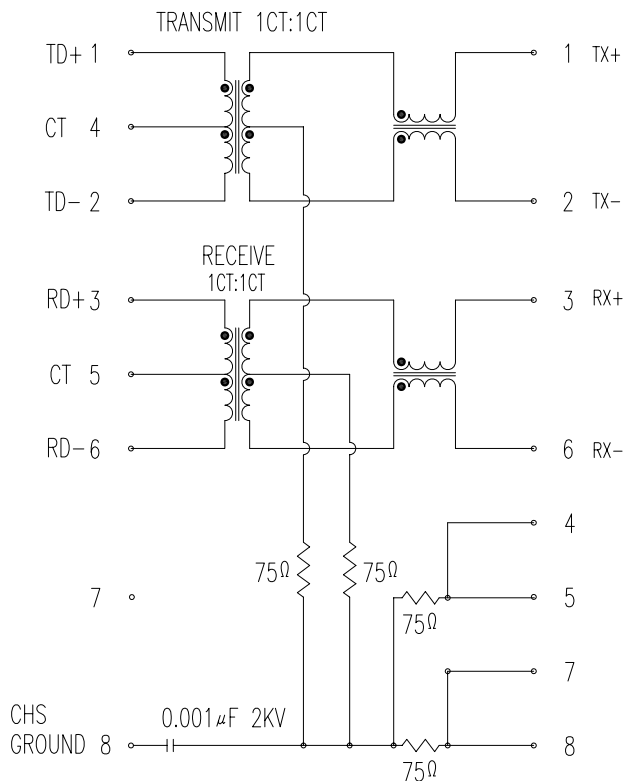 TRANSMIT 1CT:1CT
TD+ 1
1 TX+
CT 4
TD- 2
2 TX-
RECEIVE
1CT:1CT
RD+ 3
3 RX+
CT 5
RD- 6
6 RX-
4
75Ω
75Ω
7
5
75Ω
7
CHS
GROUND 8
0.001μF 2KV
8
75Ω